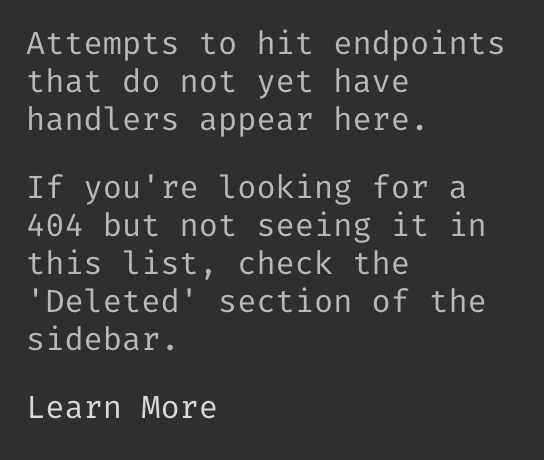 Attempts to hit endpoints
that do not yet have
handlers appear here.
If you're looking for a
404 but not seeing it in
this list, check the
'Deleted' section of the
sidebar.
Learn More